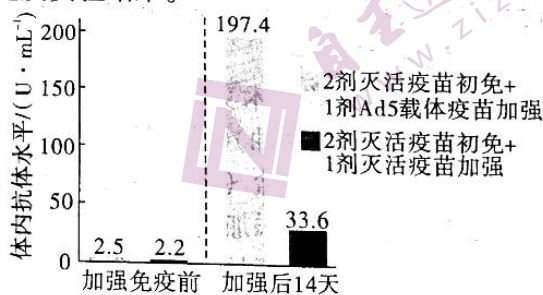 体内抗体水平/(U·mL⁻¹)
200
150
100
50
0
197.4
2.5
2.2
33.6
加强免疫前
加强后14天
2剂灭活疫苗初免+
1剂Ad5载体疫苗加强
2剂灭活疫苗初免+
1剂灭活疫苗加强